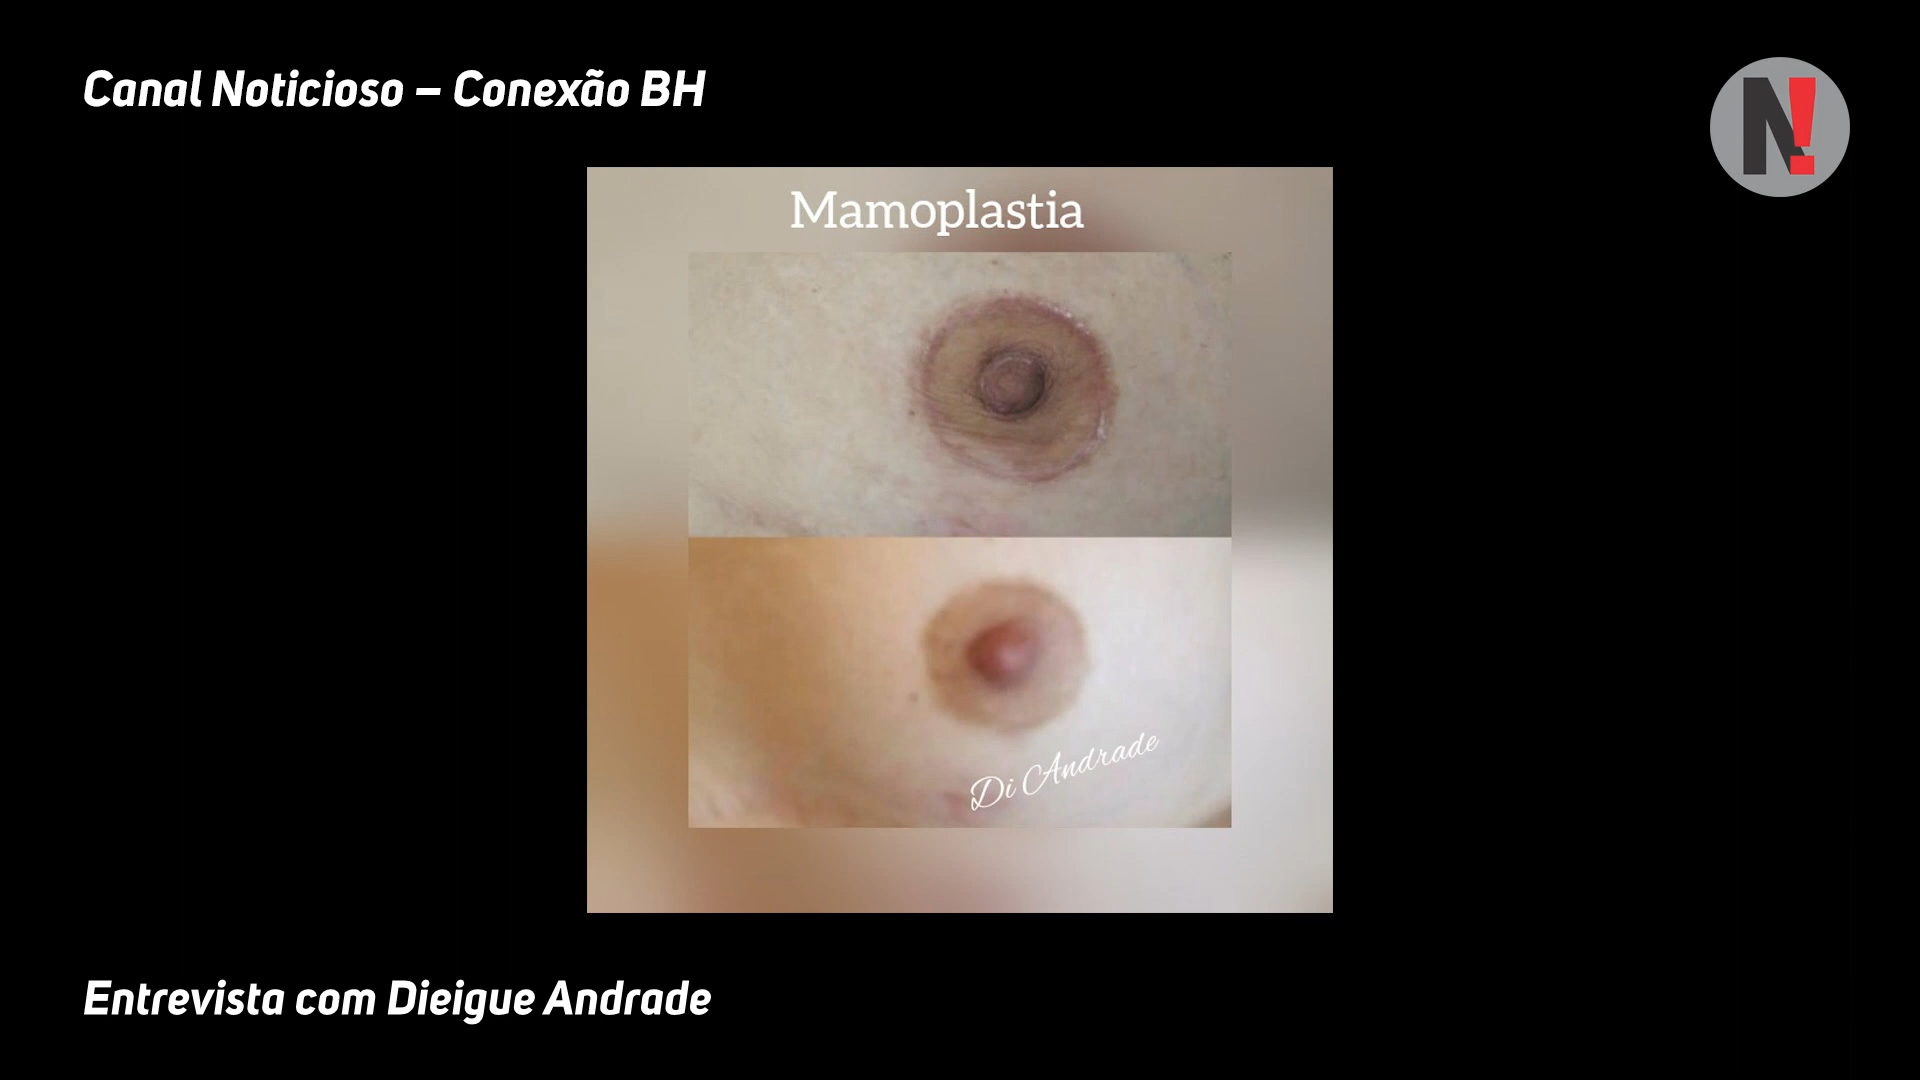 Canal Noticioso – Conexão BH
N!
Mamoplastia
Di Andrade
Entrevista com Dieigue Andrade